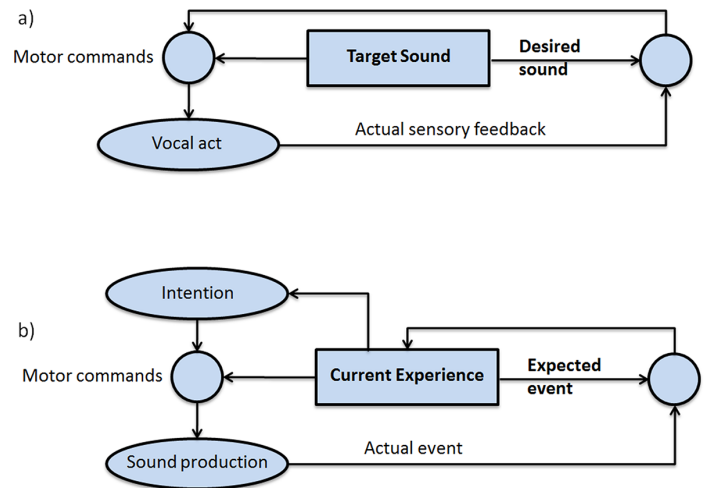 a)
Motor commands
Target Sound
Desired
sound
Vocal act
Actual sensory feedback
Intention
b)
Motor commands
Current Experience
Expected
event
Sound production
Actual event